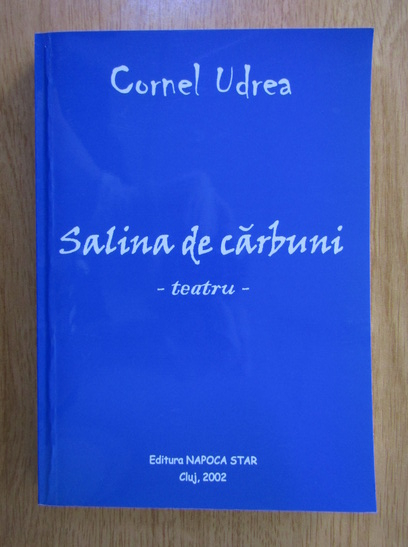 Cornel Udrea
Salina de cărbuni
- teatru -
Editura NAPOCA STAR
Cluj, 2002